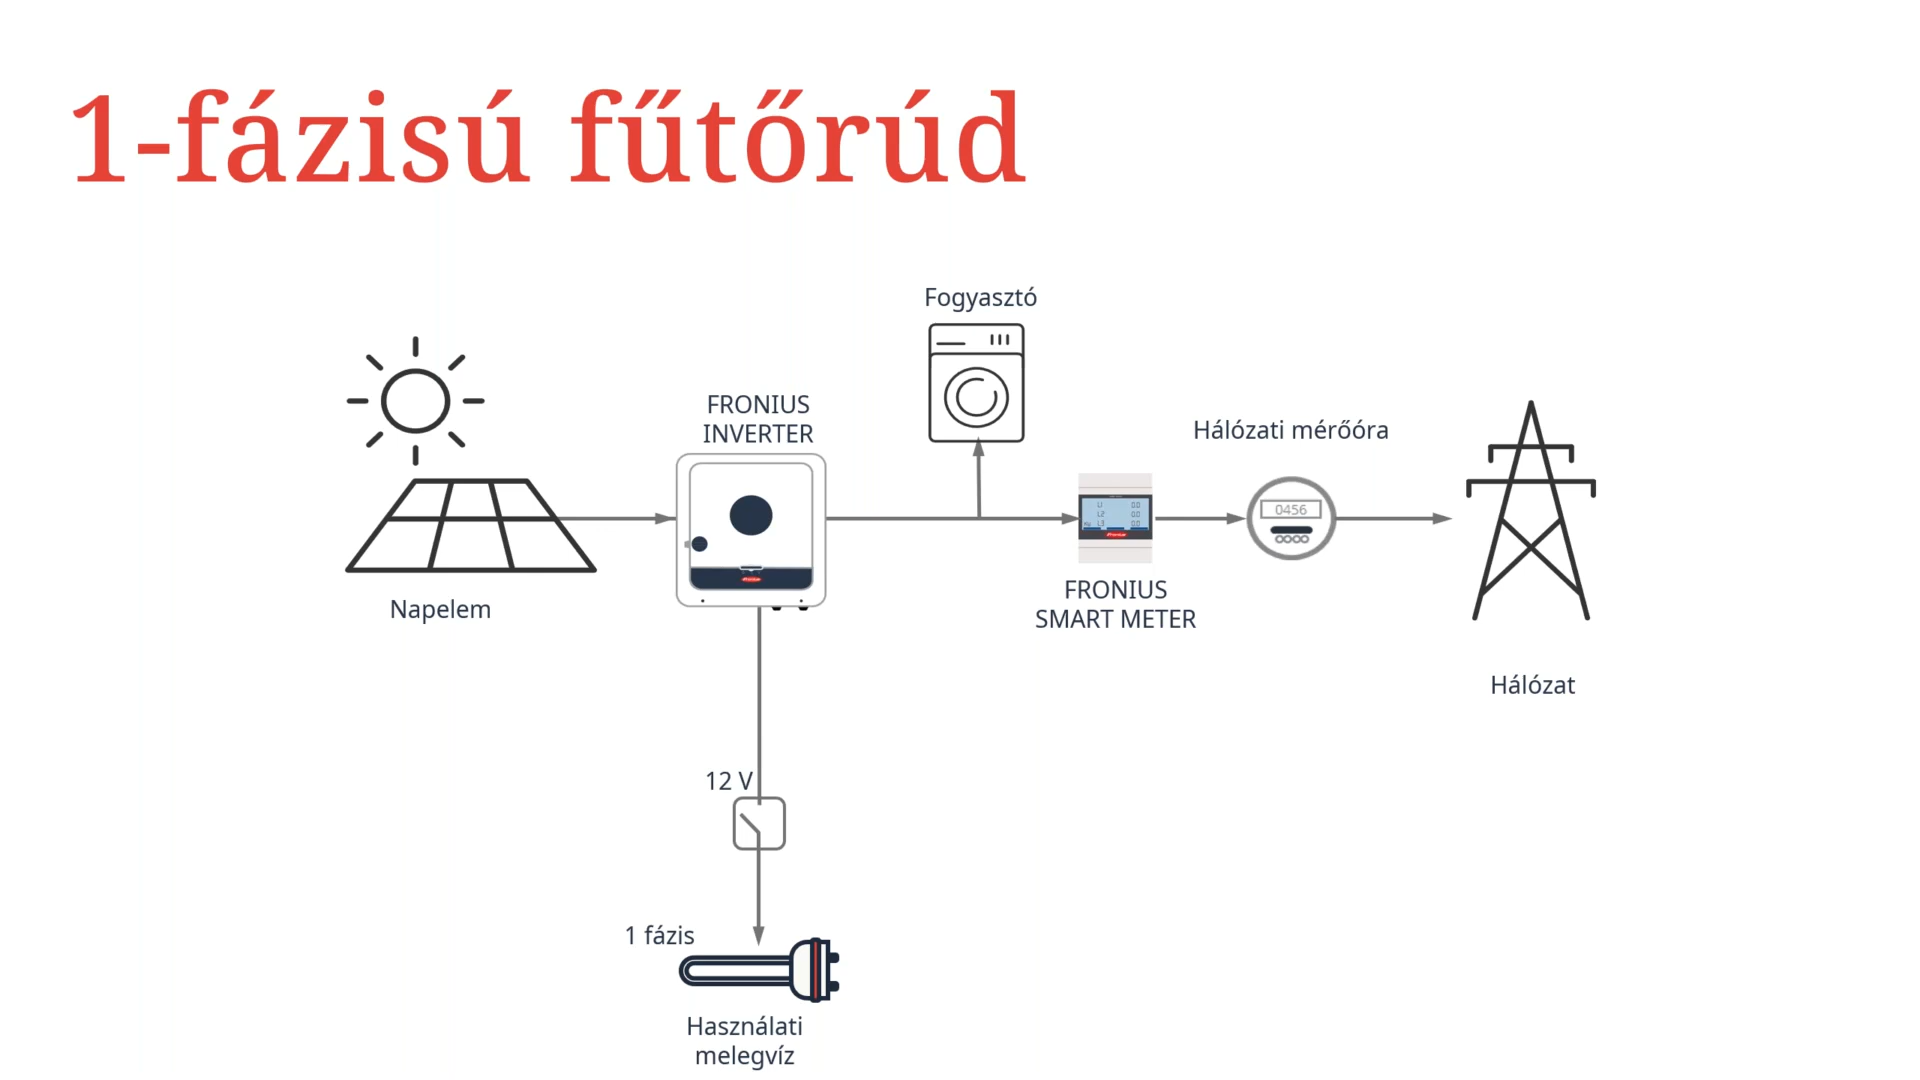 1-fázisú fűtőrúd
Fogyasztó
FRONIUS
INVERTER
Hálózati mérőóra
0456
Napelem
FRONIUS
SMART METER
Hálózat
12 V
1 fázis
Használati
melegvíz